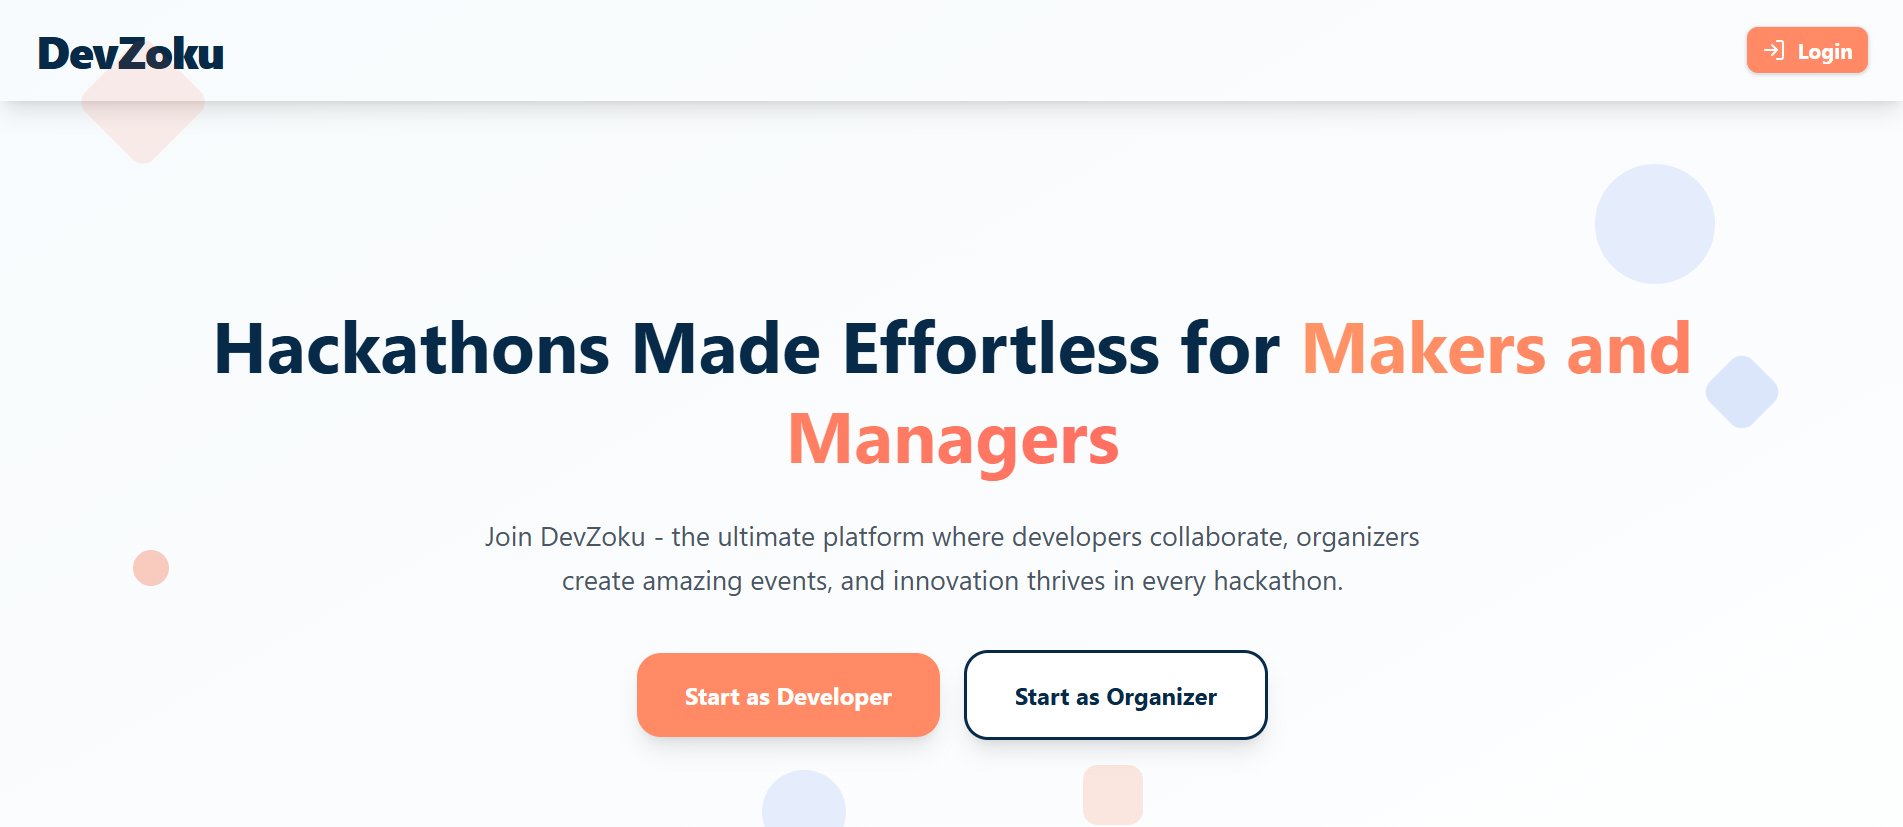 DevZoku
Login
Hackathons Made Effortless for Makers and
Managers
Join DevZoku - the ultimate platform where developers collaborate, organizers
create amazing events, and innovation thrives in every hackathon.
Start as Developer
Start as Organizer